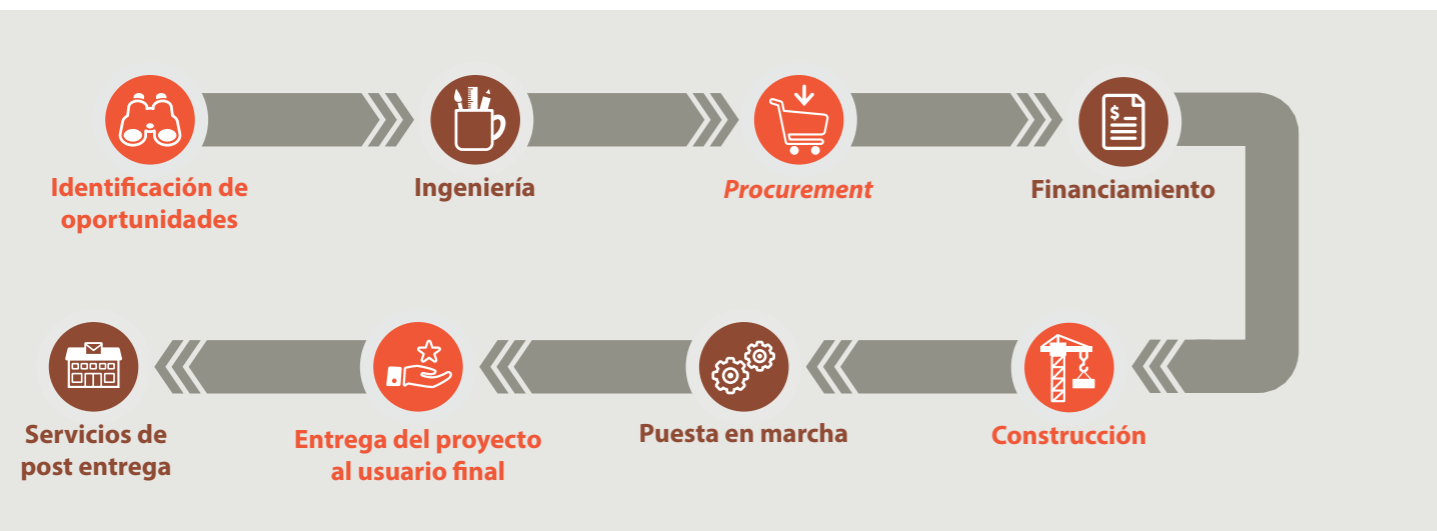 Identificación de
oportunidades
Ingeniería
Procurement
Financiamiento
$
Construcción
Puesta en marcha
Entrega del proyecto
al usuario final
Servicios de
post entrega